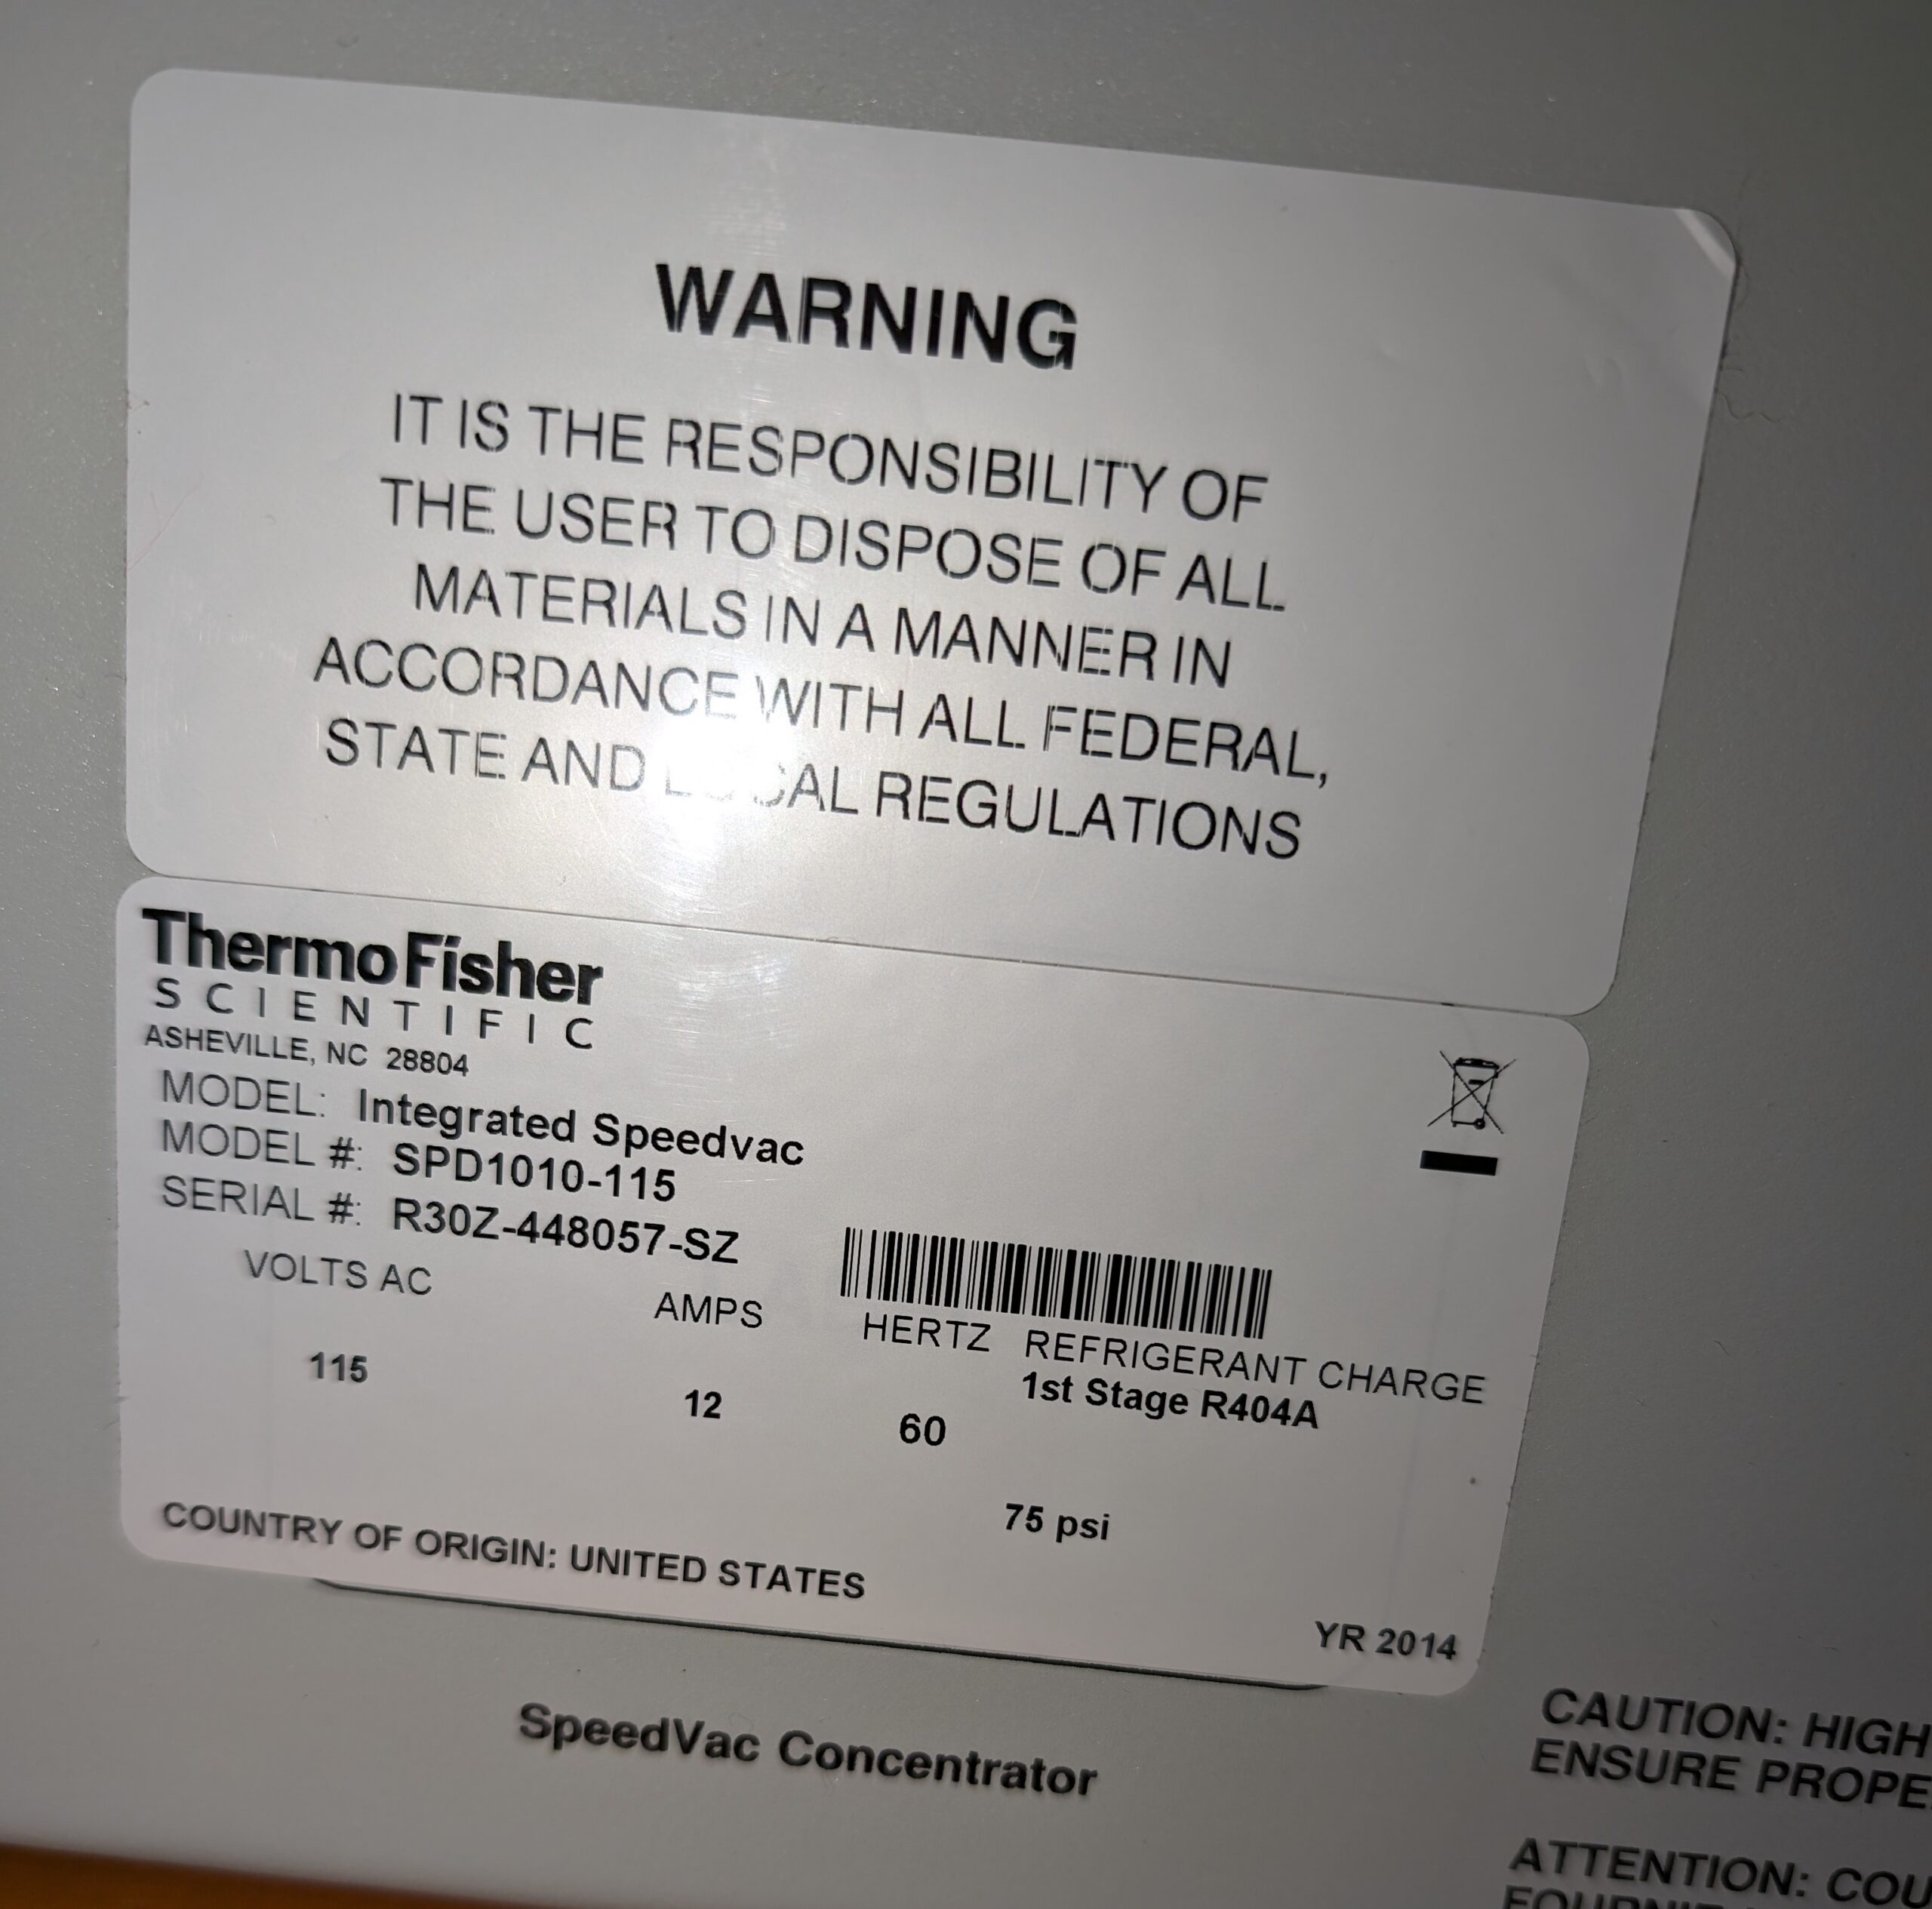 WARNING
IT IS THE RESPONSIBILITY OF
THE USER TO DISPOSE OF ALL
MATERIALS IN A MANNER IN
ACCORDANCE WITH ALL FEDERAL,
STATE AND LOCAL REGULATIONS
ThermoFisher
SCIENTIFIC
ASHEVILLE, NC 28804
MODEL: Integrated Speedvac
MODEL #: SPD1010-115
SERIAL #: R30Z-448057-SZ
VOLTS AC AMPS HERTZ REFRIGERANT CHARGE
1st Stage R404A
115 12 60
75 psi
COUNTRY OF ORIGIN: UNITED STATES
YR 2014
SpeedVac Concentrator
CAUTION: HIGH
ENSURE PROPE
ATTENTION: COU